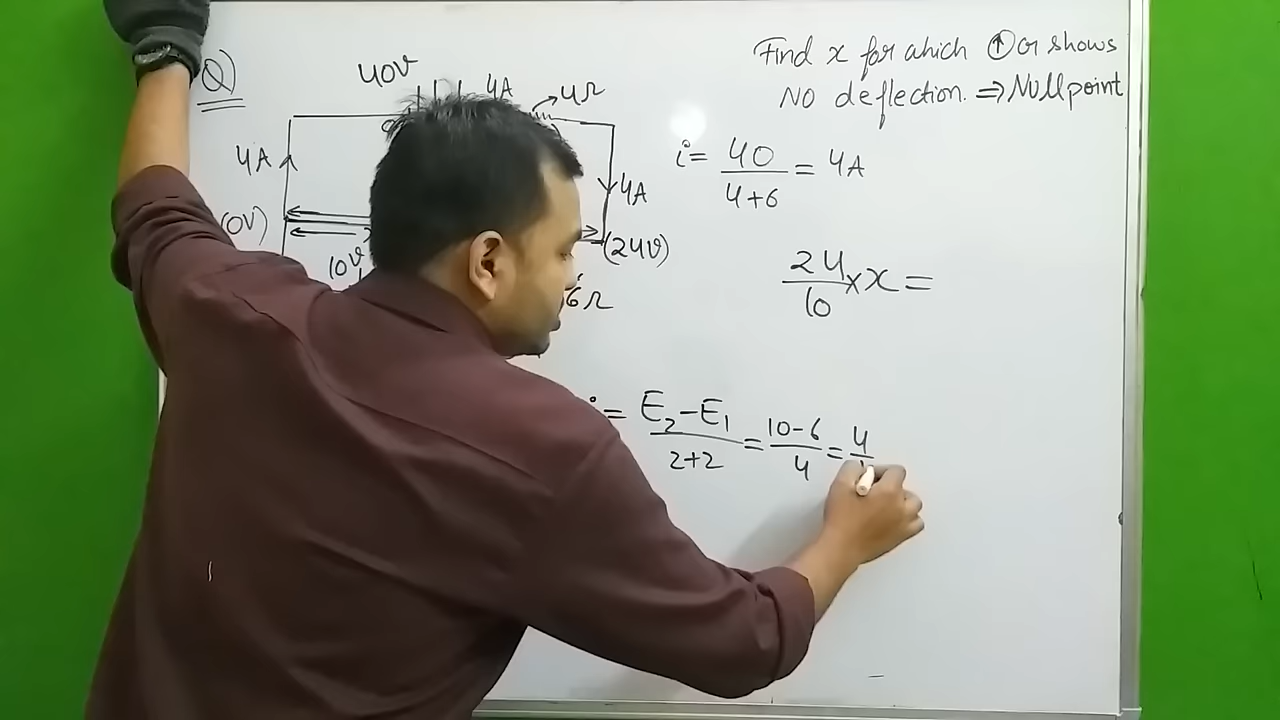 Q)
Find x for which ↑ or shows
NO deflection. ⇒ Null point
40V
4A
4Ω
4A
i = 40/(4+6) = 4A
4A
(0V)
(24V)
10V
24/10 × x =
6Ω
i = (E₂ - E₁)/(2+2) = (10-6)/4 = 4/